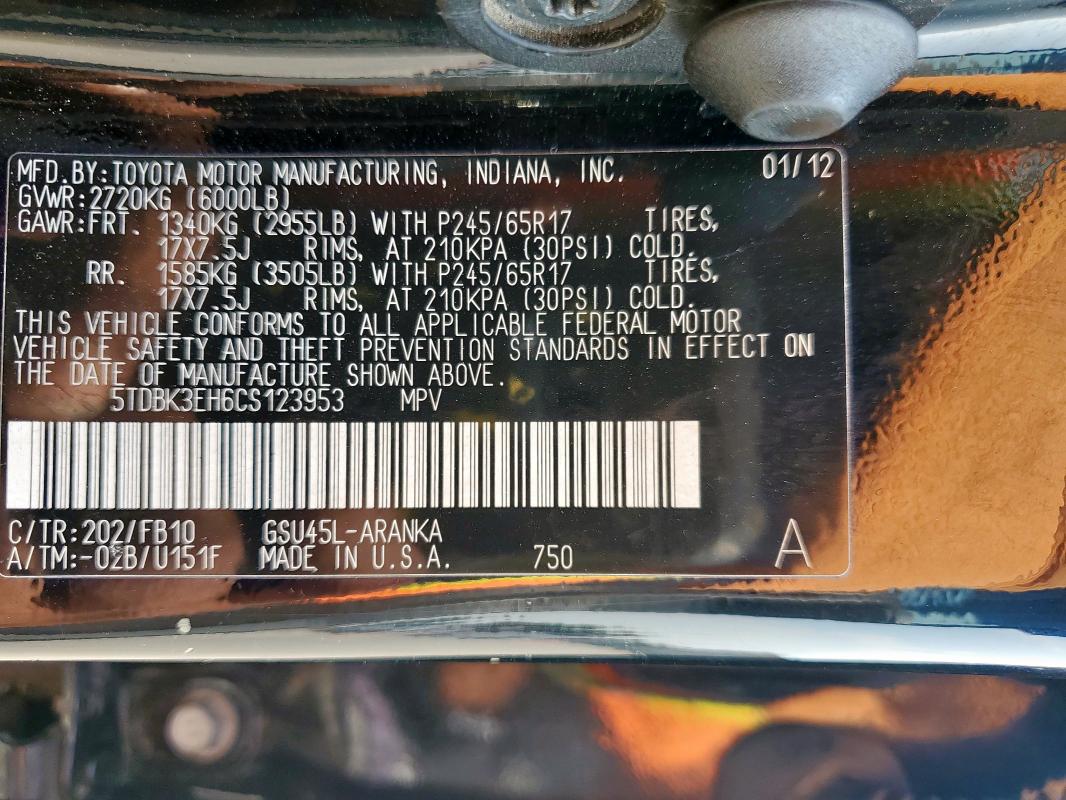 MFD.BY:TOYOTA MOTOR MANUFACTURING, INDIANA, INC. 01/12
GVWR:2720KG (6000LB)
GAWR:FRT. 1340KG (2955LB) WITH P245/65R17 TIRES,
17X7.5J RIMS, AT 210KPA (30PSI) COLD.
RR. 1585KG (3505LB) WITH P245/65R17 TIRES,
17X7.5J RIMS, AT 210KPA (30PSI) COLD.
THIS VEHICLE CONFORMS TO ALL APPLICABLE FEDERAL MOTOR
VEHICLE SAFETY AND THEFT PREVENTION STANDARDS IN EFFECT ON
THE DATE OF MANUFACTURE SHOWN ABOVE.
5TDBK3EH6CS123953 MPV
C/TR:202/FB10 GSU45L-ARANKA
A/TM:-02B/U151F MADE IN U.S.A. 750 A